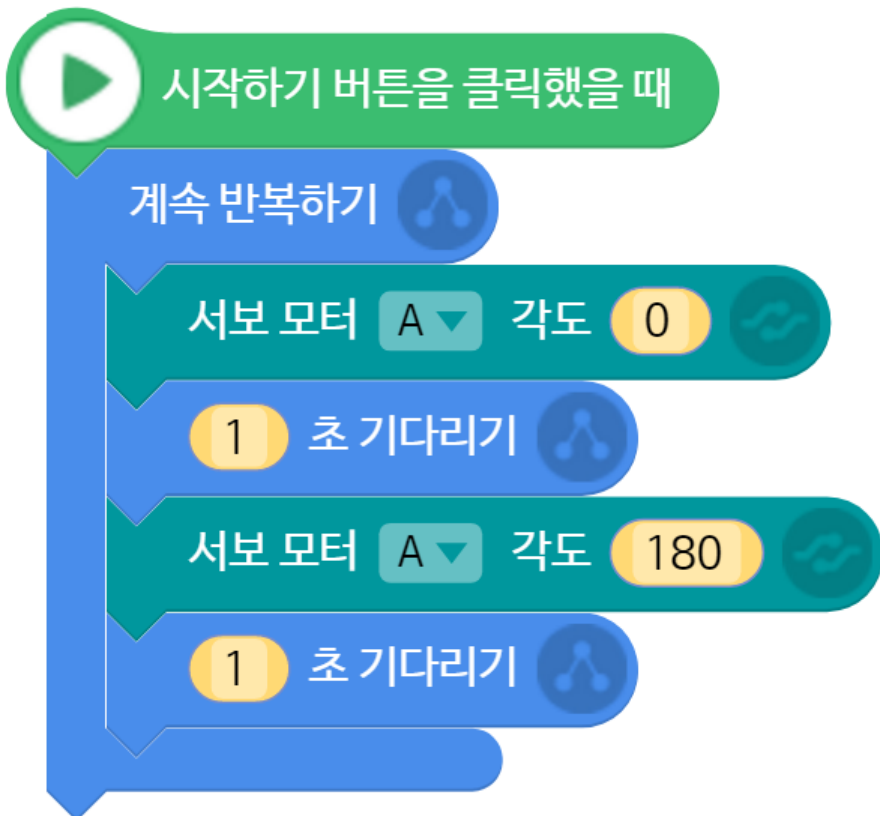 시작하기 버튼을 클릭했을 때
계속 반복하기
서보 모터 A 각도 0
1 초 기다리기
서보 모터 A 각도 180
1 초 기다리기